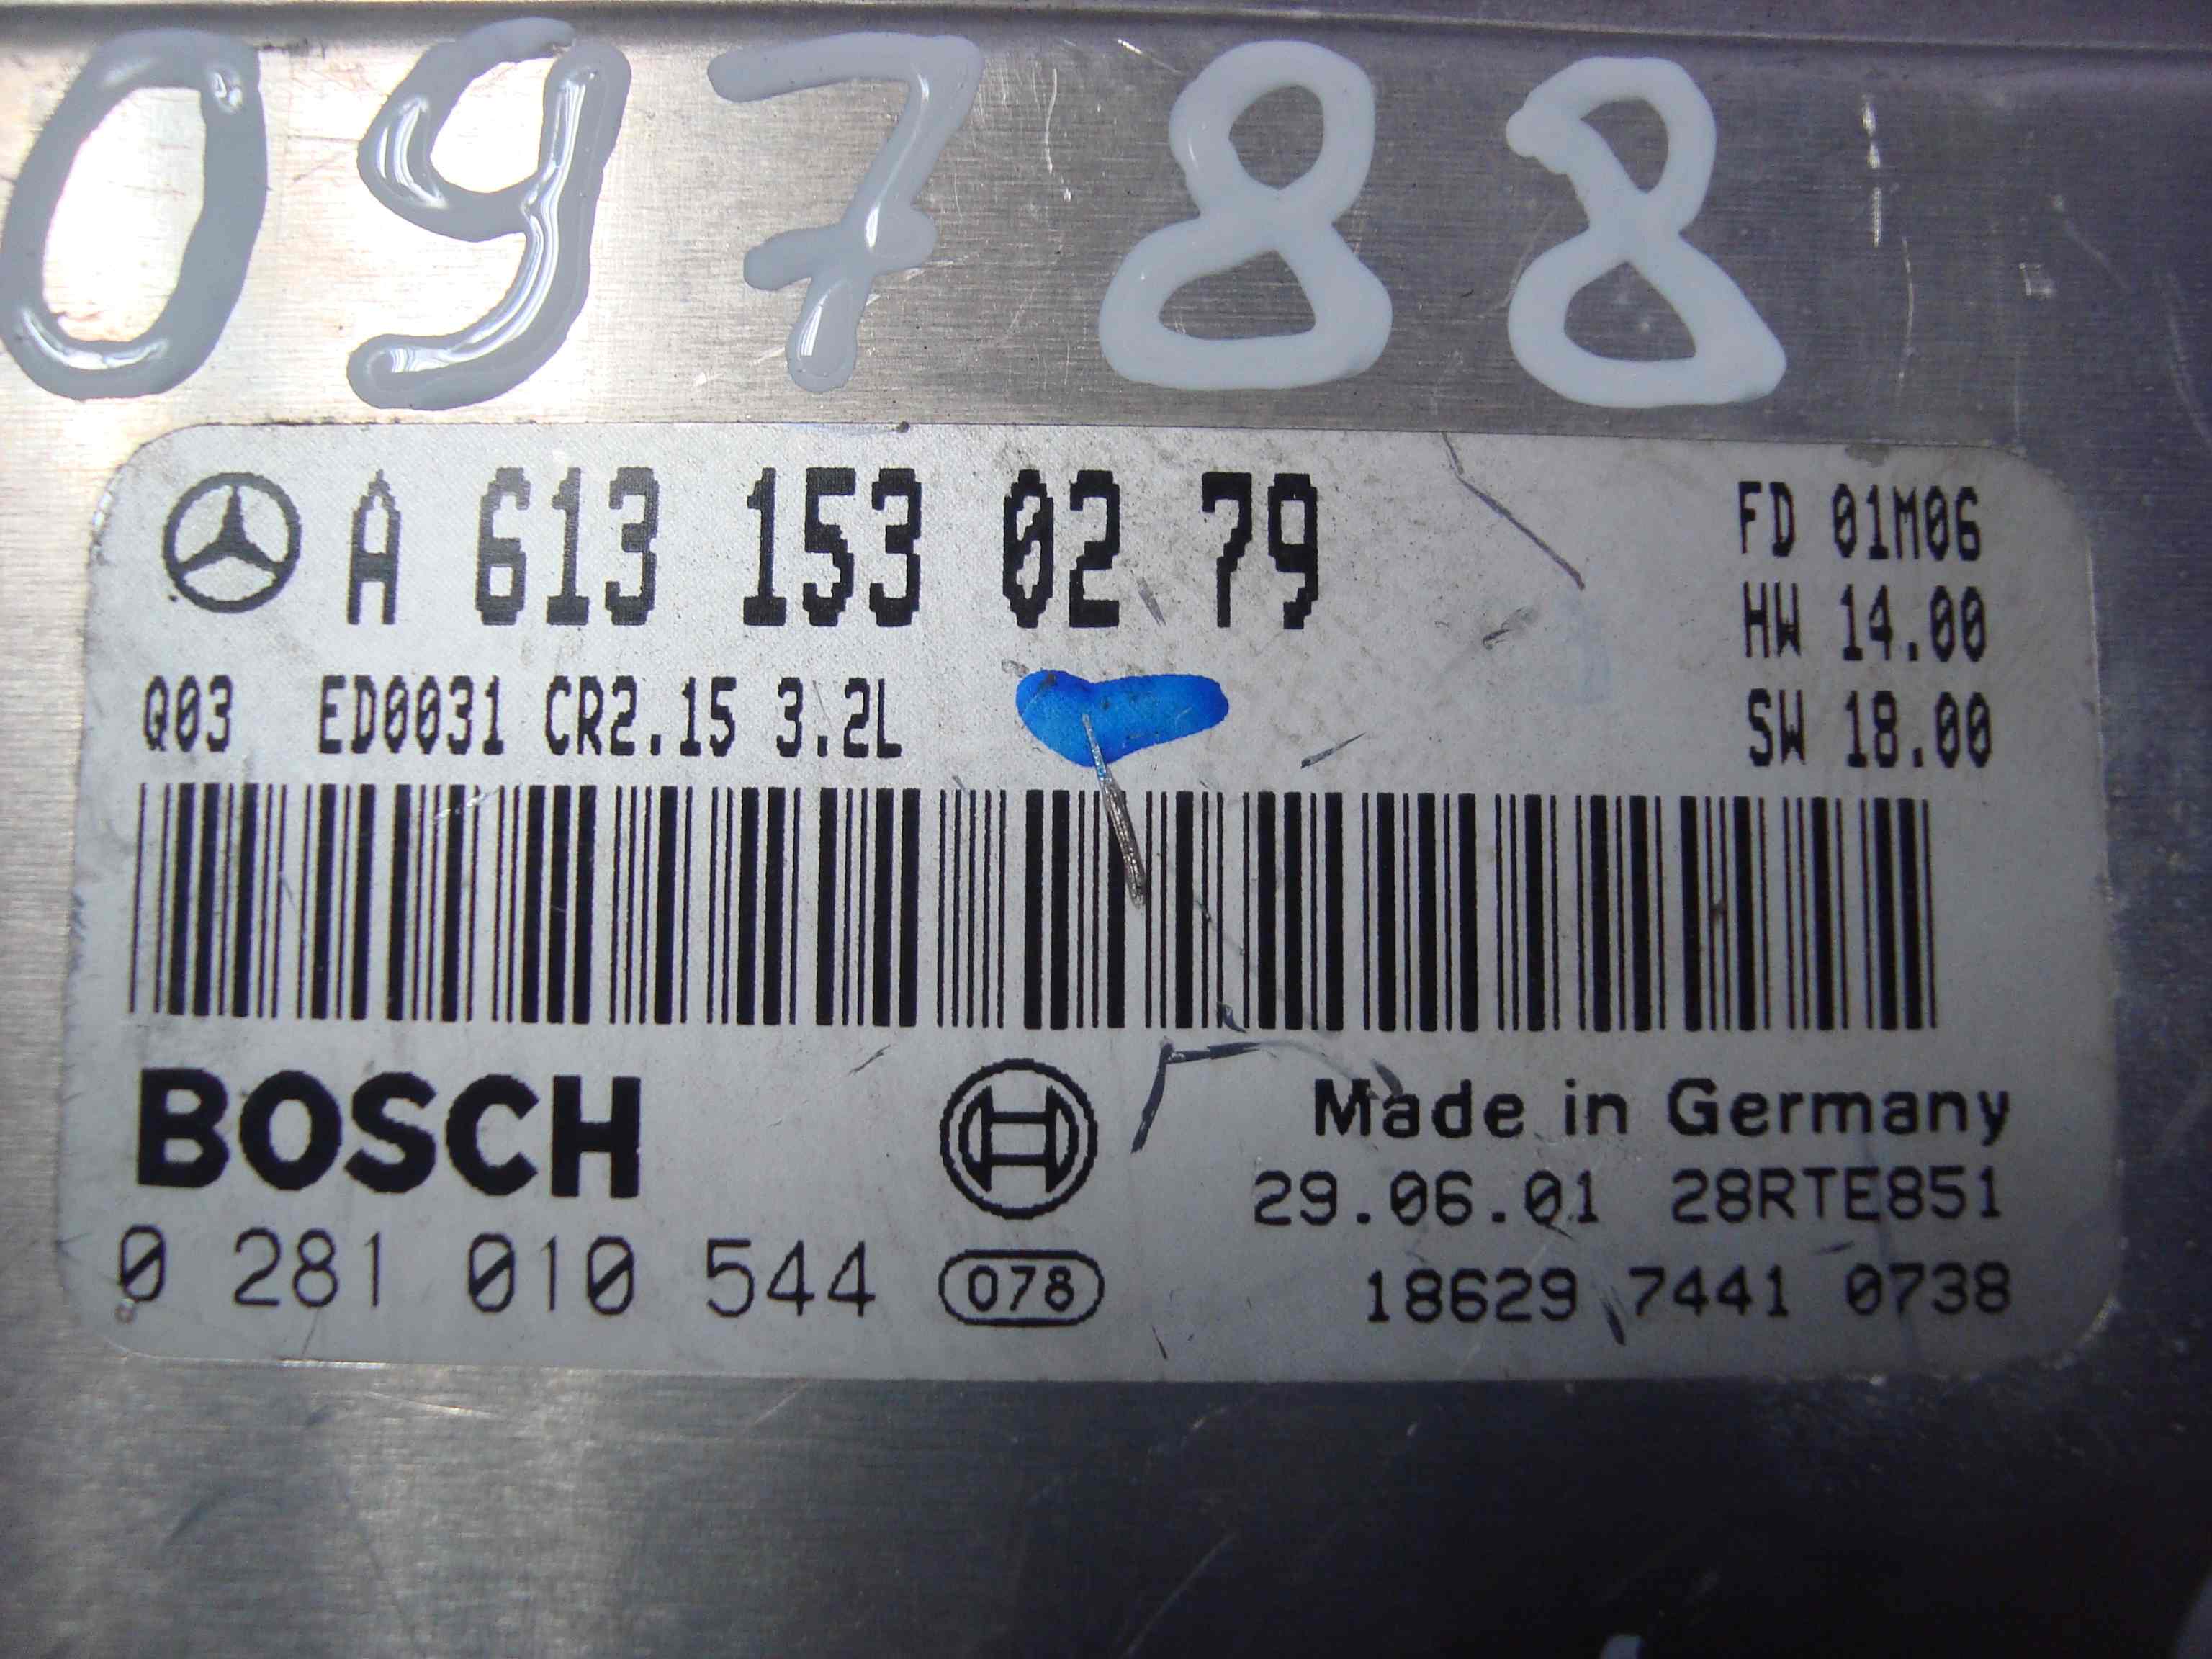 09788
A 613 153 02 79
FD 01M06
HW 14.00
Q03 ED0031 CR2.15 3.2L
SW 18.00
BOSCH
Made in Germany
29.06.01 28RTE851
0 281 010 544 078
18629 7441 0738